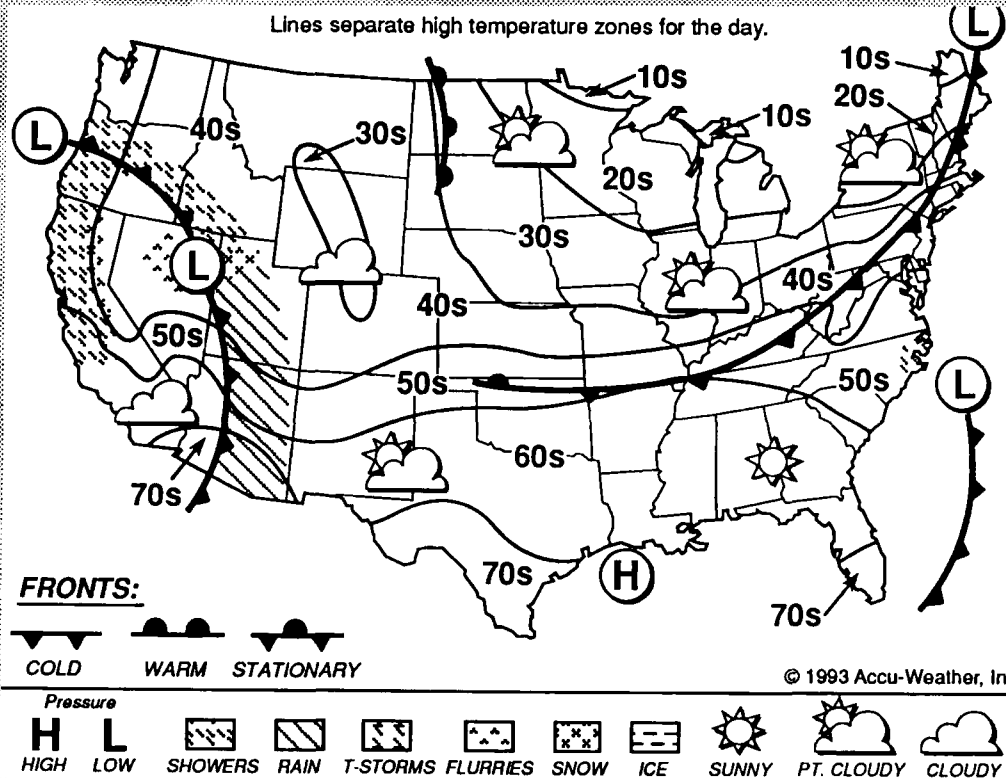 Lines separate high temperature zones for the day.
L
10s
10s
20s
10s
L
40s
30s
20s
30s
L
40s
40s
50s
50s
50s
L
60s
70s
70s
H
70s
FRONTS:
COLD WARM STATIONARY
© 1993 Accu-Weather, In
Pressure
H L
HIGH LOW SHOWERS RAIN T-STORMS FLURRIES SNOW ICE SUNNY PT. CLOUDY CLOUDY